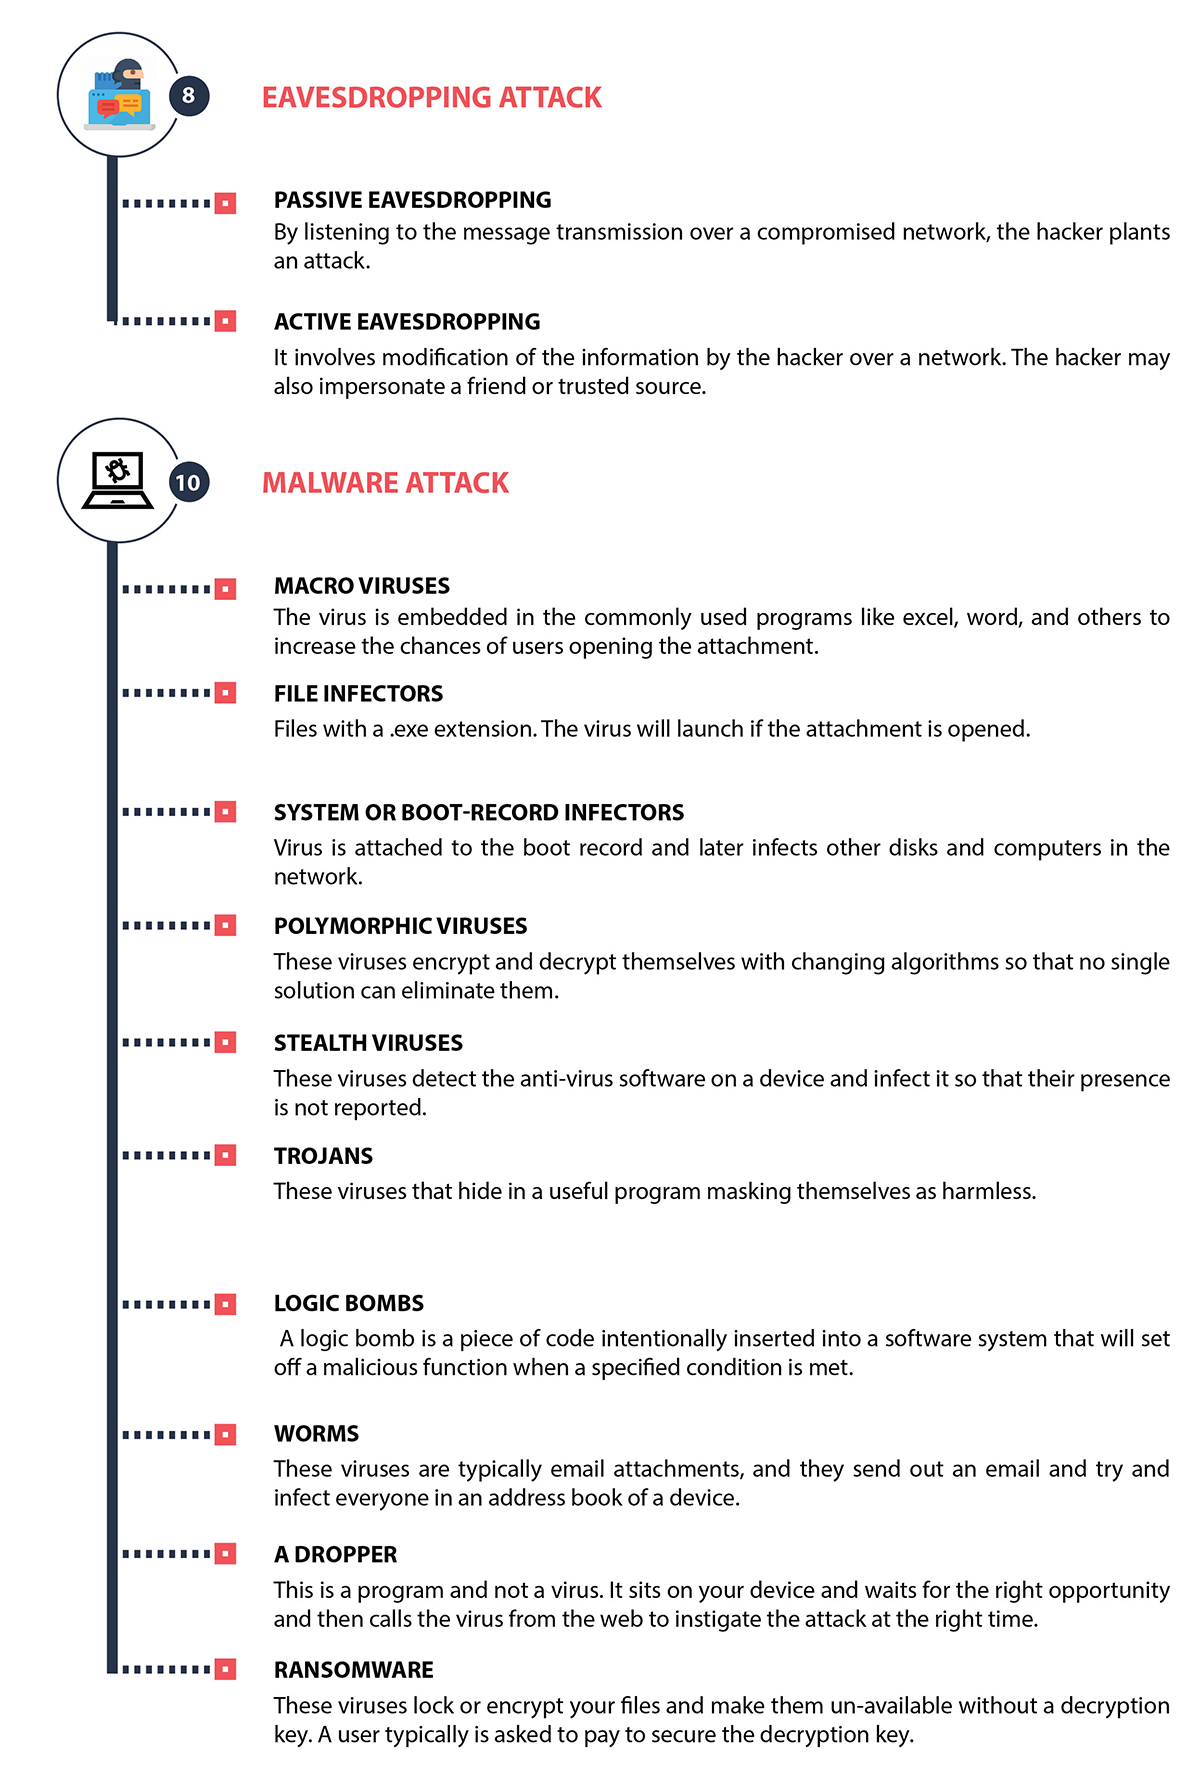 8
EAVESDROPPING ATTACK
PASSIVE EAVESDROPPING
By listening to the message transmission over a compromised network, the hacker plants
an attack.
ACTIVE EAVESDROPPING
It involves modification of the information by the hacker over a network. The hacker may
also impersonate a friend or trusted source.
10
MALWARE ATTACK
MACRO VIRUSES
The virus is embedded in the commonly used programs like excel, word, and others to
increase the chances of users opening the attachment.
FILE INFECTORS
Files with a .exe extension. The virus will launch if the attachment is opened.
SYSTEM OR BOOT-RECORD INFECTORS
Virus is attached to the boot record and later infects other disks and computers in the
network.
POLYMORPHIC VIRUSES
These viruses encrypt and decrypt themselves with changing algorithms so that no single
solution can eliminate them.
STEALTH VIRUSES
These viruses detect the anti-virus software on a device and infect it so that their presence
is not reported.
TROJANS
These viruses that hide in a useful program masking themselves as harmless.
LOGIC BOMBS
A logic bomb is a piece of code intentionally inserted into a software system that will set
off a malicious function when a specified condition is met.
WORMS
These viruses are typically email attachments, and they send out an email and try and
infect everyone in an address book of a device.
A DROPPER
This is a program and not a virus. It sits on your device and waits for the right opportunity
and then calls the virus from the web to instigate the attack at the right time.
RANSOMWARE
These viruses lock or encrypt your files and make them un-available without a decryption
key. A user typically is asked to pay to secure the decryption key.